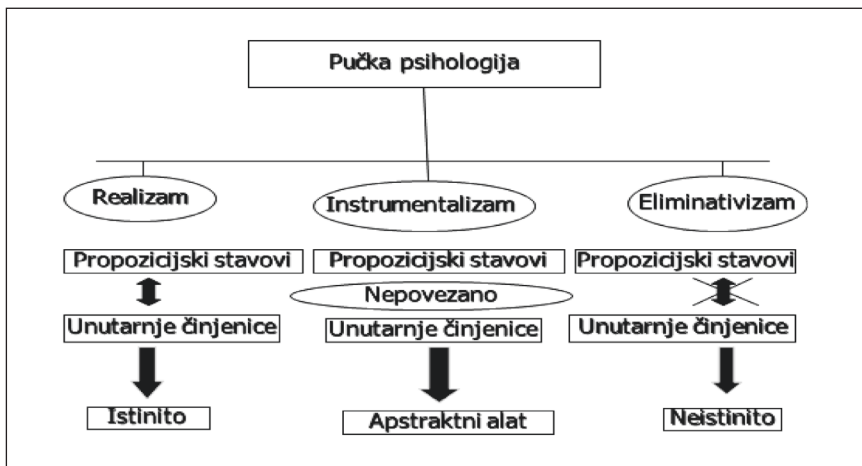 Pučka psihologija
Realizam
Instrumentalizam
Eliminativizam
Propozicijski stavovi
Propozicijski stavovi
Propozicijski stavovi
Nepovezano
Unutarnje činjenice
Unutarnje činjenice
Unutarnje činjenice
Istinito
Apstraktni alat
Neistinito